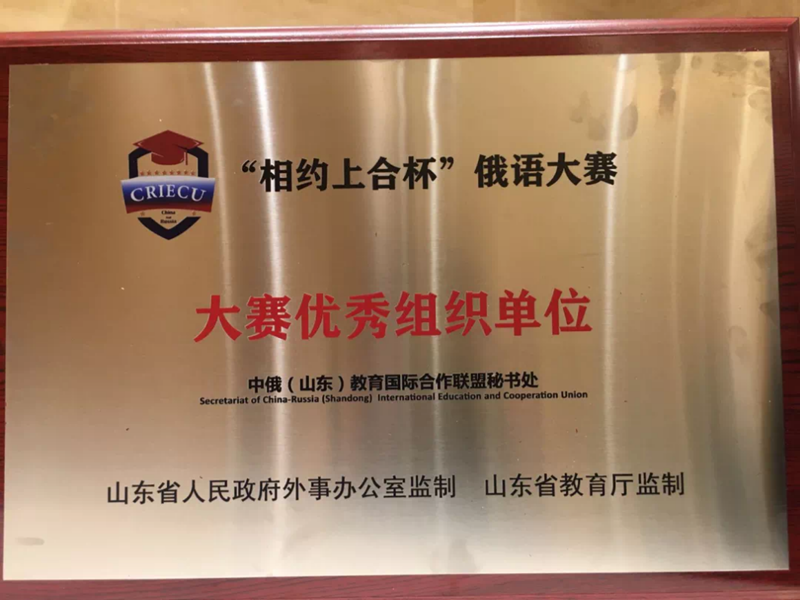 CRIECU
China
and
Russia
“相约上合杯”俄语大赛
大赛优秀组织单位
中俄（山东）教育国际合作联盟秘书处
Secretariat of China-Russia (Shandong) International Education and Cooperation Union
山东省人民政府外事办公室监制 山东省教育厅监制